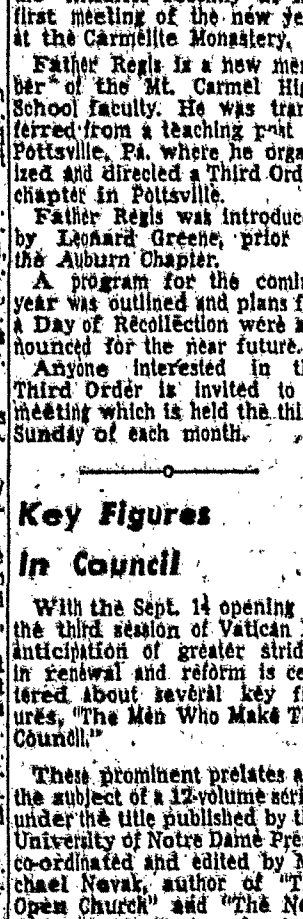 first meeting of the new ye
at the Carmelite Monastery.
Father Regis is a new mem
ber of the Mt. Carmel Hig
School faculty. He was tran
ferred from a teaching post
Pottsville, Pa. where he orga
ized and directed a Third Ord
chapter in Pottsville.
Father Regis was introduce
by Leonard Greene, prior
the Auburn Chapter.
A program for the comin
year was outlined and plans f
a Day of Recollection were a
nounced for the near future.
Anyone interested in t
Third Order is invited to
meeting which is held the thi
Sunday of each month.
Key Figures
In Council
With the Sept. 14 opening
the third session of Vatican
anticipation of greater strid
in renewal and reform is ce
tered about several key f
ures, "The Men Who Make T
Council."
These prominent prelates a
the subject of a 12-volume seri
under the title published by t
University of Notre Dame Pre
co-ordinated and edited by M
chael Novak, author of "T
Open Church" and "The N